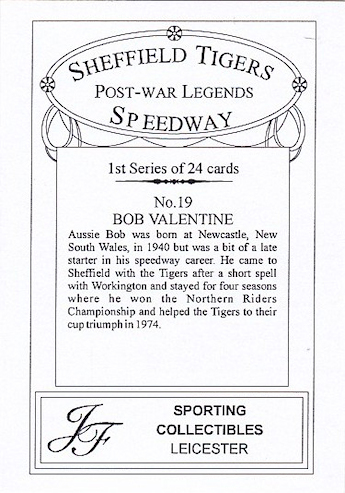 SHEFFIELD TIGERS
POST-WAR LEGENDS
SPEEDWAY
1st Series of 24 cards
No.19
BOB VALENTINE
Aussie Bob was born at Newcastle, New
South Wales, in 1940 but was a bit of a late
starter in his speedway career. He came to
Sheffield with the Tigers after a short spell
with Workington and stayed for four seasons
where he won the Northern Riders
Championship and helped the Tigers to their
cup triumph in 1974.
JF
SPORTING
COLLECTIBLES
LEICESTER